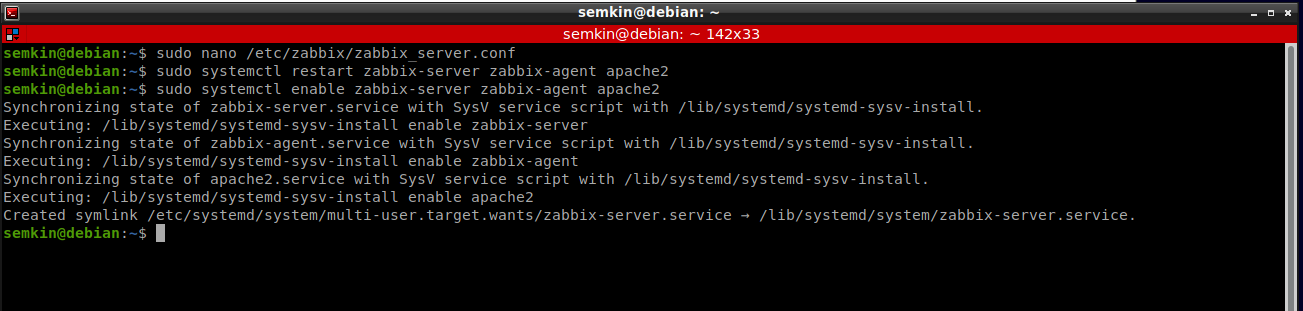 semkin@debian: ~
semkin@debian: ~ 142x33
semkin@debian:~$ sudo nano /etc/zabbix/zabbix_server.conf
semkin@debian:~$ sudo systemctl restart zabbix-server zabbix-agent apache2
semkin@debian:~$ sudo systemctl enable zabbix-server zabbix-agent apache2
Synchronizing state of zabbix-server.service with SysV service script with /lib/systemd/systemd-sysv-install.
Executing: /lib/systemd/systemd-sysv-install enable zabbix-server
Synchronizing state of zabbix-agent.service with SysV service script with /lib/systemd/systemd-sysv-install.
Executing: /lib/systemd/systemd-sysv-install enable zabbix-agent
Synchronizing state of apache2.service with SysV service script with /lib/systemd/systemd-sysv-install.
Executing: /lib/systemd/systemd-sysv-install enable apache2
Created symlink /etc/systemd/system/multi-user.target.wants/zabbix-server.service → /lib/systemd/system/zabbix-server.service.
semkin@debian:~$